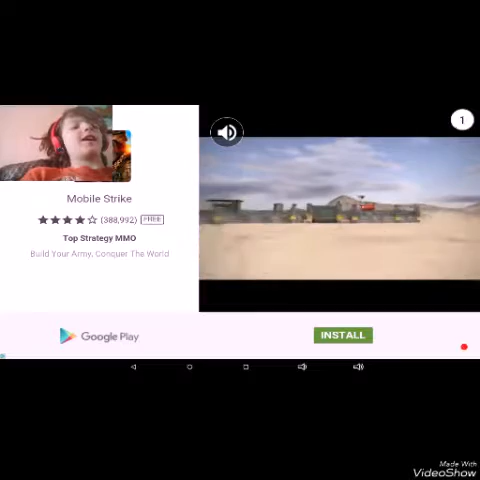 1
Mobile Strike
(388,992) FREE
Top Strategy MMO
Build Your Army, Conquer The World
Google Play
INSTALL
Made With
VideoShow